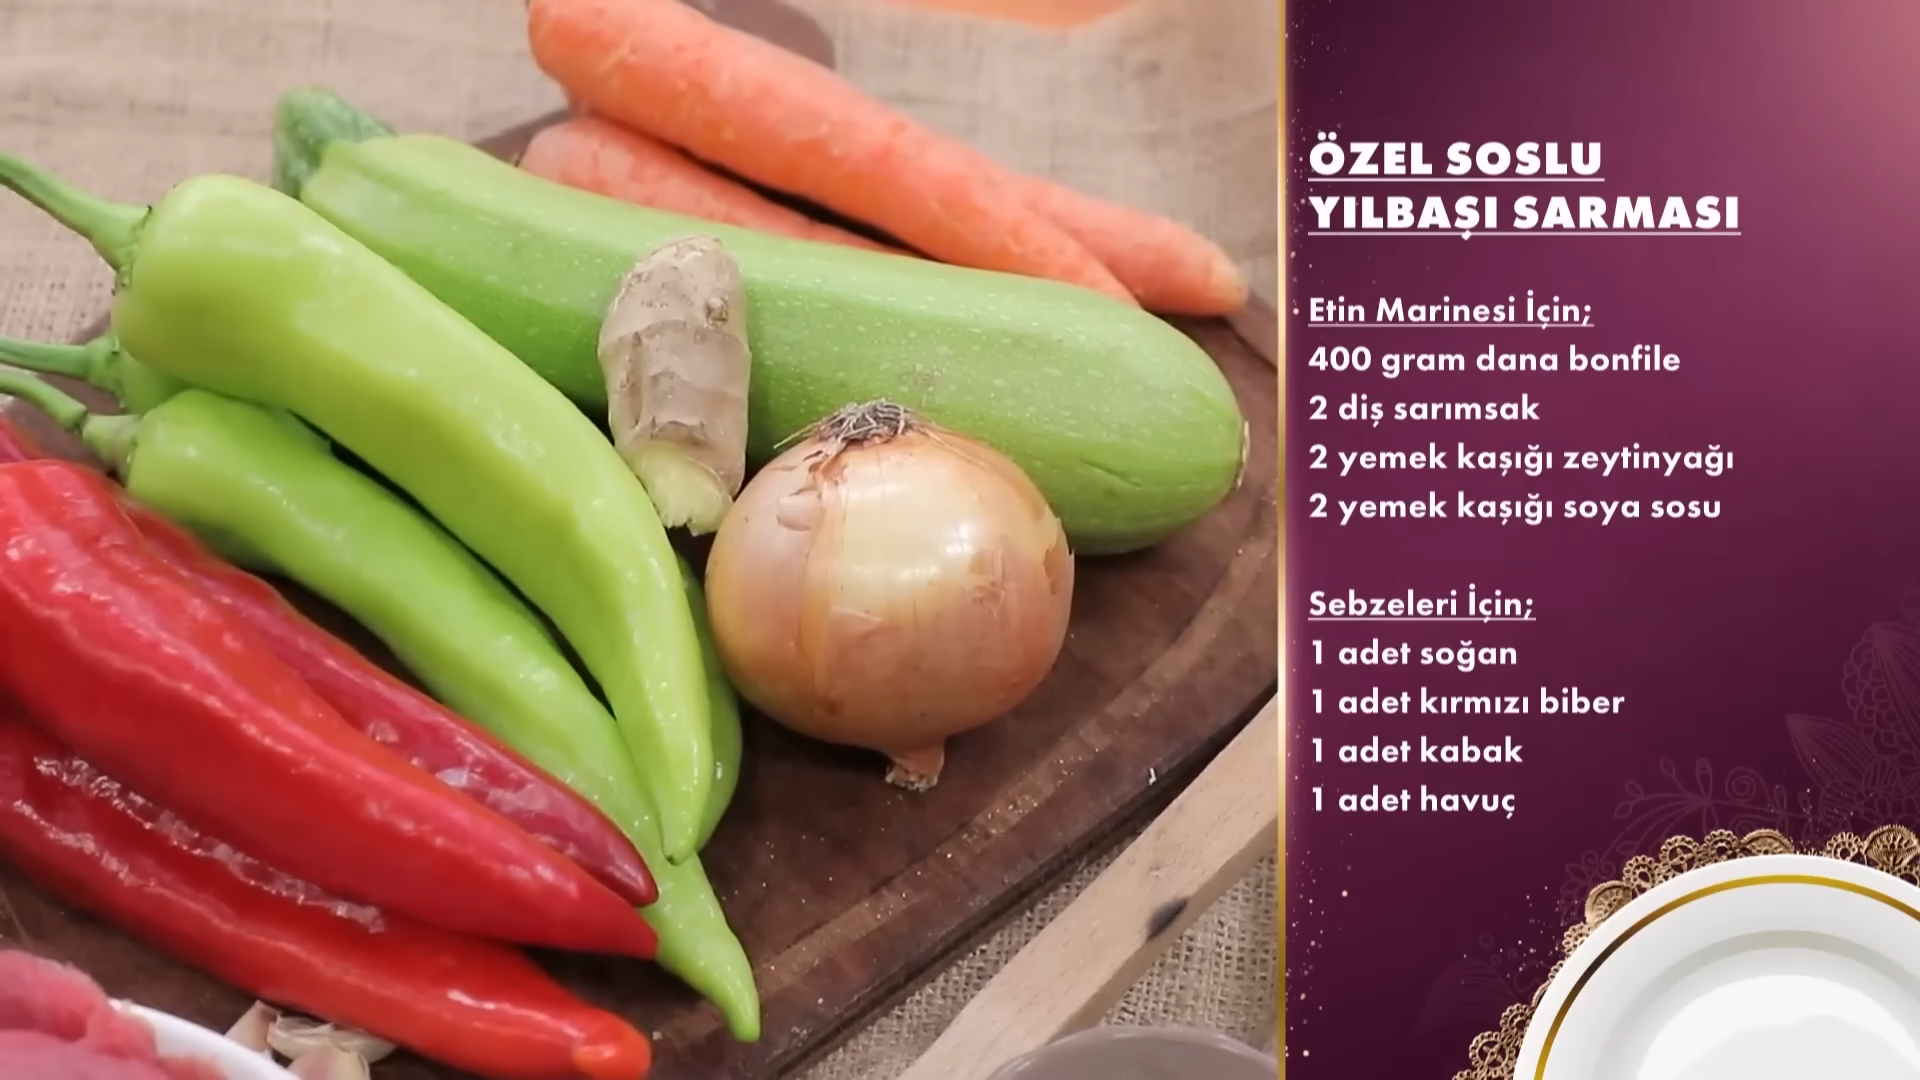 ÖZEL SOSLU
YILBAŞI SARMASI
Etin Marinesi İçin;
400 gram dana bonfile
2 diş sarımsak
2 yemek kaşığı zeytinyağı
2 yemek kaşığı soya sosu
Sebzeleri İçin;
1 adet soğan
1 adet kırmızı biber
1 adet kabak
1 adet havuç